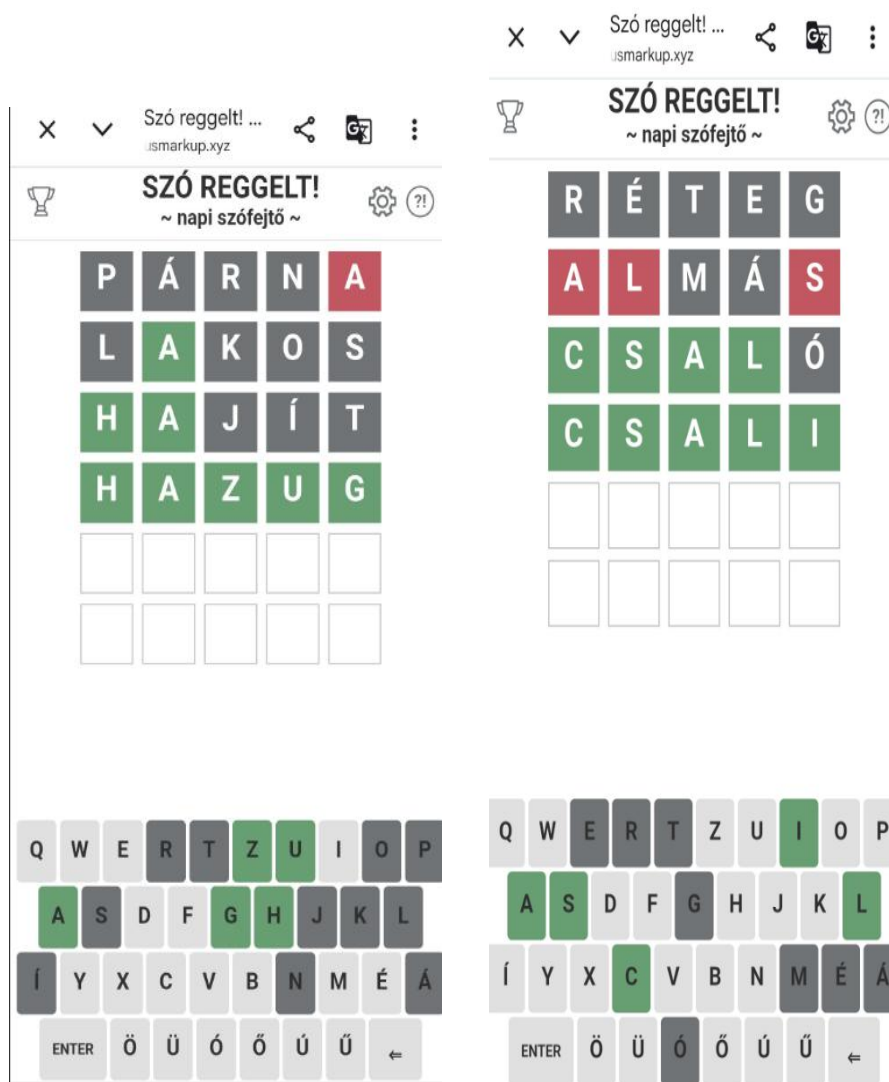 Szó reggelt! ...
usmarkup.xyz
SZÓ REGGELT!
~ napi szófejtő ~
P Á R N A
L A K O S
H A J Í T
H A Z U G
Q W E R T Z U I O P
A S D F G H J K L
Í Y X C V B N M É Á
ENTER Ö Ü Ó Ő Ú Ű ⇐
Szó reggelt! ...
usmarkup.xyz
SZÓ REGGELT!
~ napi szófejtő ~
?!
R É T E G
A L M Á S
C S A L Ó
C S A L I
Q W E R T Z U I O P
A S D F G H J K L
Í Y X C V B N M É Á
ENTER Ö Ü Ó Ő Ú Ű ⇐